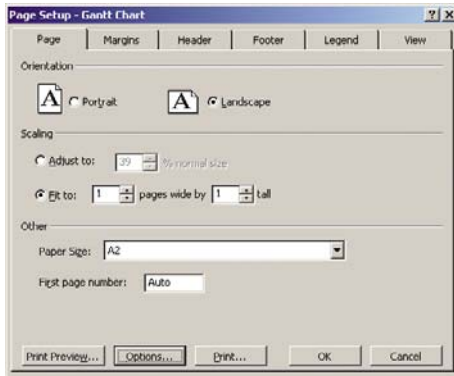 Page Setup - Gantt Chart
Page Margins Header Footer Legend View
Orientation
A Portrait A Landscape
Scaling
Adjust to: 39 % normal size
Fit to: 1 pages wide by 1 tall
Other
Paper Size: A2
First page number: Auto
Print Preview... Options... Print... OK Cancel